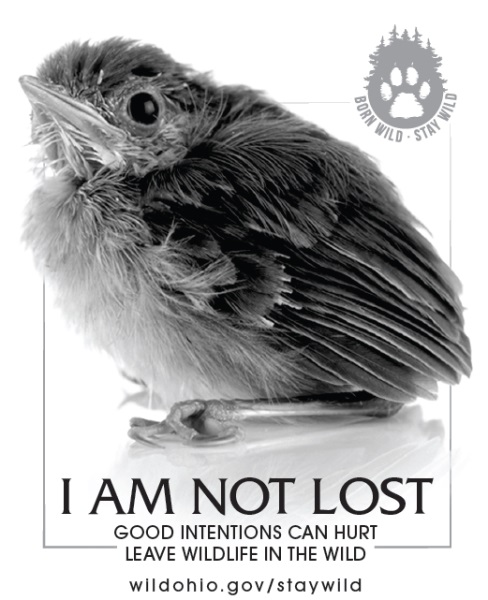 BORN WILD · STAY WILD
I AM NOT LOST
GOOD INTENTIONS CAN HURT
LEAVE WILDLIFE IN THE WILD
wildohio.gov/staywild